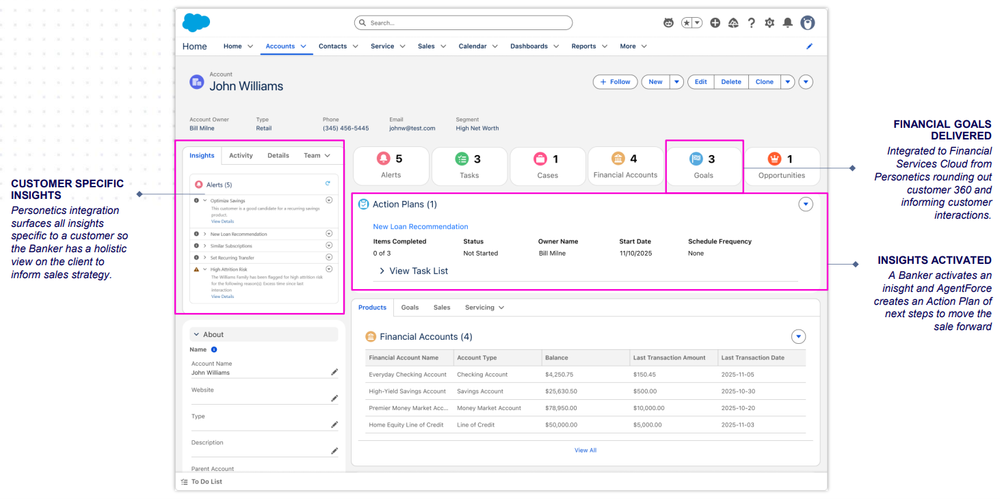 Search...
Home
Home
Accounts
Contacts
Service
Sales
Calendar
Dashboards
Reports
More
Account
John Williams
+ Follow
New
Edit
Delete
Clone
Account Owner
Bill Milne
Type
Retail
Phone
(345) 456-5445
Email
johnw@test.com
Segment
High Net Worth
CUSTOMER SPECIFIC
INSIGHTS
Personetics integration
surfaces all insights
specific to a customer so
the Banker has a holistic
view on the client to
inform sales strategy.
Insights
Activity
Details
Team
Alerts (5)
Optimize Savings
This customer is a good candidate for a recurring savings
product.
View Details
New Loan Recommendation
Similar Subscriptions
Set Recurring Transfer
High Attrition Risk
The Williams Family has been flagged for high attrition risk
for the following reason(s): Excess time since last
interaction
View Details
About
Name
Account Name
John Williams
Website
Type
Description
Parent Account
To Do List
5
Alerts
3
Tasks
1
Cases
4
Financial Accounts
3
Goals
1
Opportunities
Action Plans (1)
New Loan Recommendation
Items Completed
Status
Owner Name
Start Date
Schedule Frequency
0 of 3
Not Started
Bill Milne
11/10/2025
None
View Task List
Products
Goals
Sales
Servicing
Financial Accounts (4)
Financial Account Name
Account Type
Balance
Last Transaction Amount
Last Transaction Date
Everyday Checking Account
Checking Account
$4,250.75
$150.45
2025-11-05
High-Yield Savings Account
Savings Account
$25,630.50
$500.00
2025-10-30
Premier Money Market Acc...
Money Market Account
$78,950.00
$10,000.00
2025-10-20
Home Equity Line of Credit
Line of Credit
$50,000.00
$5,000.00
2025-11-03
View All
FINANCIAL GOALS
DELIVERED
Integrated to Financial
Services Cloud from
Personetics rounding out
customer 360 and
informing customer
interactions.
INSIGHTS ACTIVATED
A Banker activates an
inisght and AgentForce
creates an Action Plan of
next steps to move the
sale forward